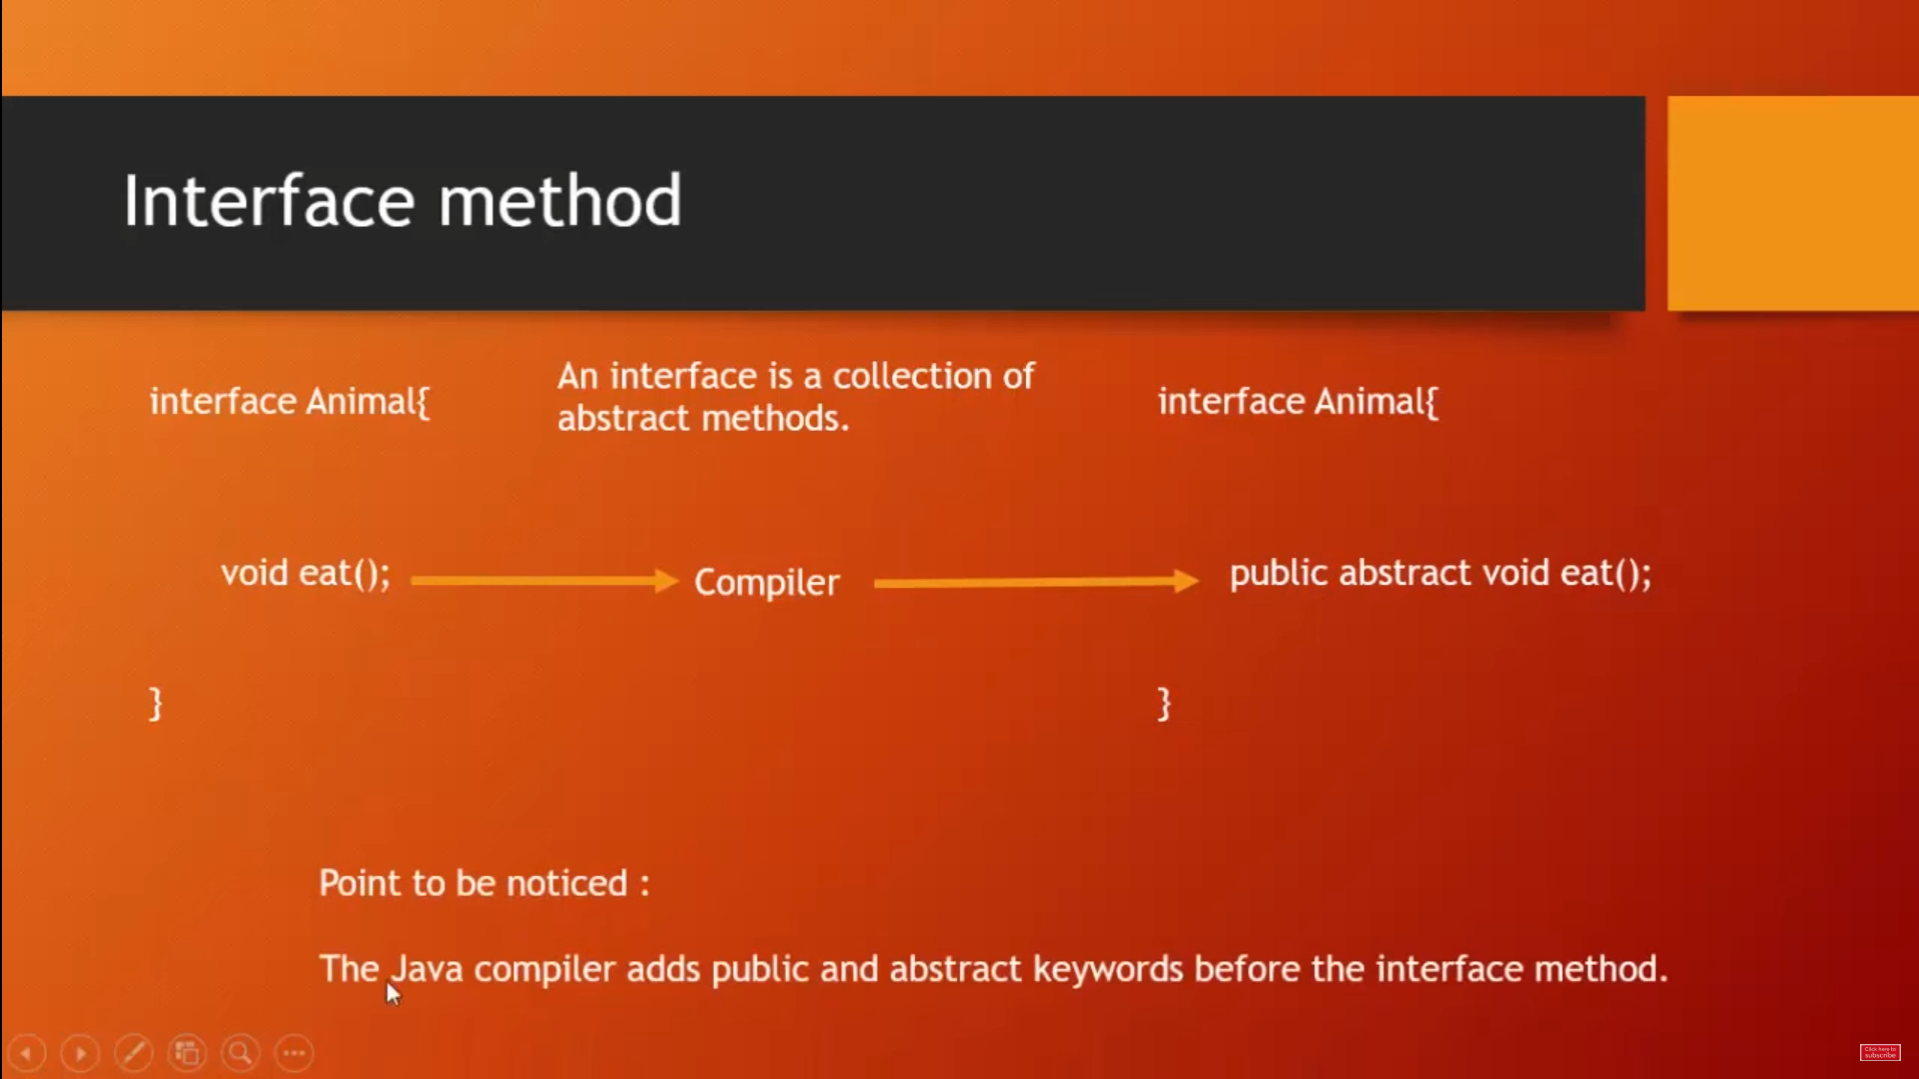 Interface method
interface Animal{
An interface is a collection of
abstract methods.
interface Animal{
void eat();
Compiler
public abstract void eat();
}
}
Point to be noticed :
The Java compiler adds public and abstract keywords before the interface method.
Click here to
subscribe